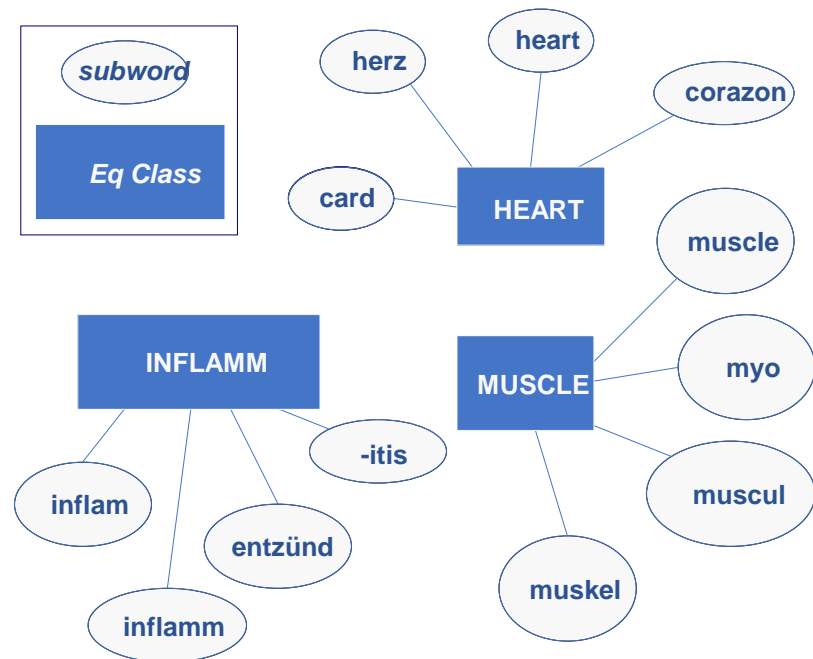 subword
Eq Class
herz
heart
corazon
card
HEART
muscle
INFLAMM
MUSCLE
myo
-itis
inflam
entzünd
muscul
muskel
inflamm